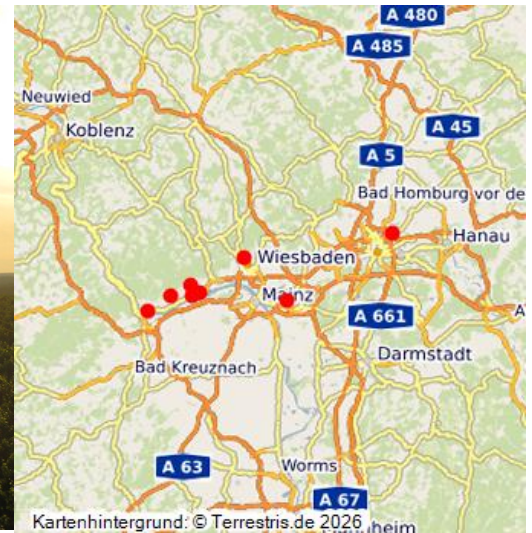 A 480
A 485
Neuwied
Koblenz
A 45
A 5
Bad Homburg vor de
Hanau
Wiesbaden
Mainz
A 661
Darmstadt
Bad Kreuznach
A 63
Worms
A 67
Kartenhintergrund: © Terrestris.de 2026